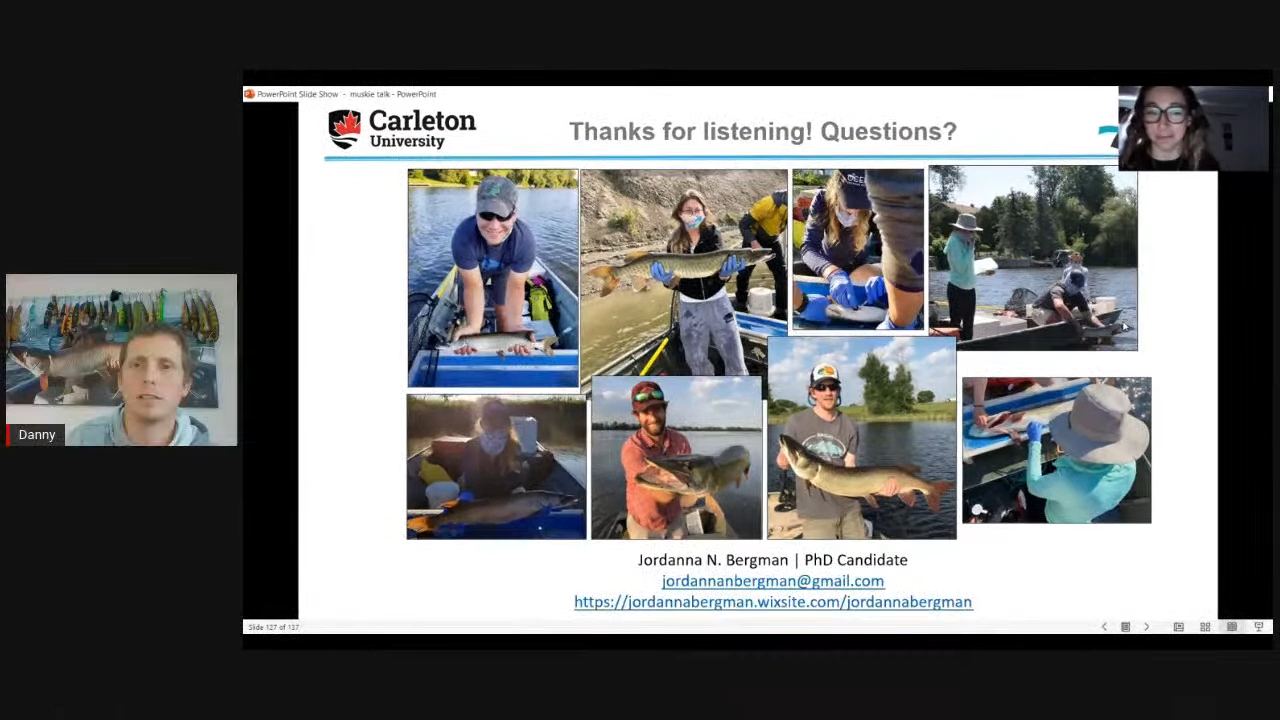 PowerPoint Slide Show - muskie talk - PowerPoint
Carleton
University
Thanks for listening! Questions?
Danny
Jordanna N. Bergman | PhD Candidate
jordannanbergman@gmail.com
https://jordannabergman.wixsite.com/jordannabergman
Slide 127 of 137